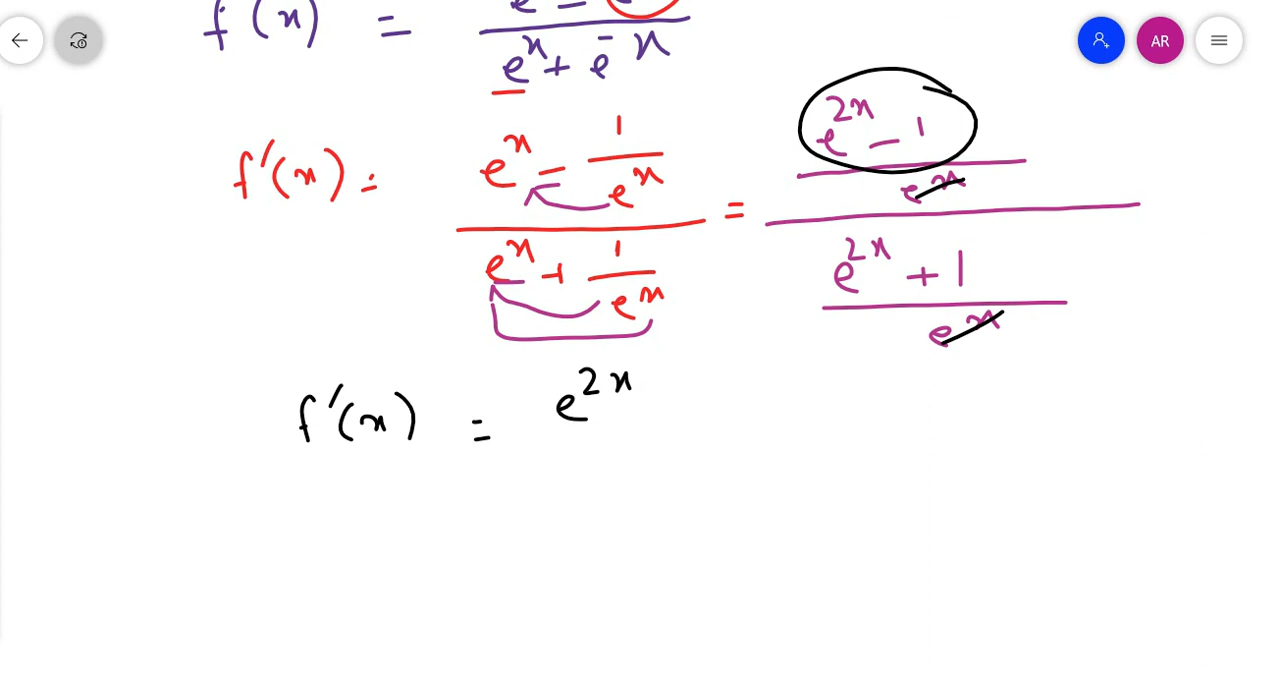 f'(x) = e^x - e / e^x + e^-x
f'(x) = (e^x - 1/e^x) / (e^x + 1/e^x) = ((e^2x - 1)/e^x) / ((e^2x + 1)/e^x)
f'(x) = e^2x
AR